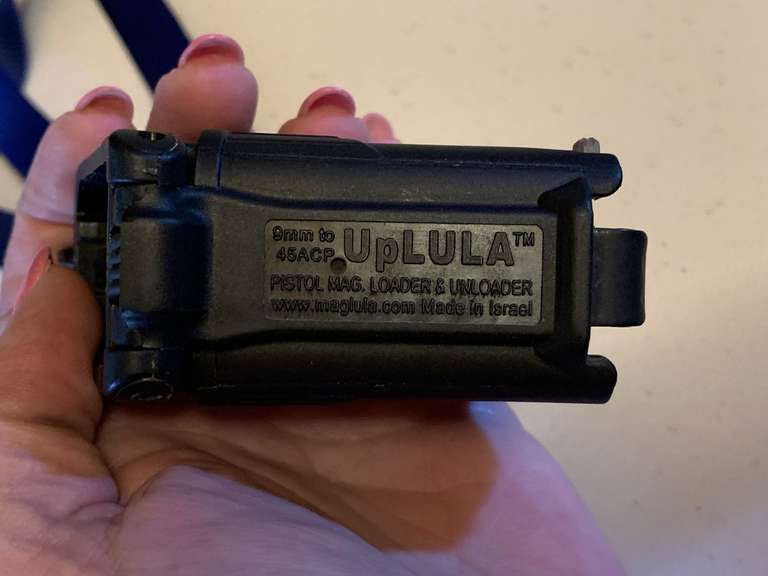 9mm to
45ACP
UpLULA™
PISTOL MAG. LOADER & UNLOADER
www.maglula.com Made in Israel